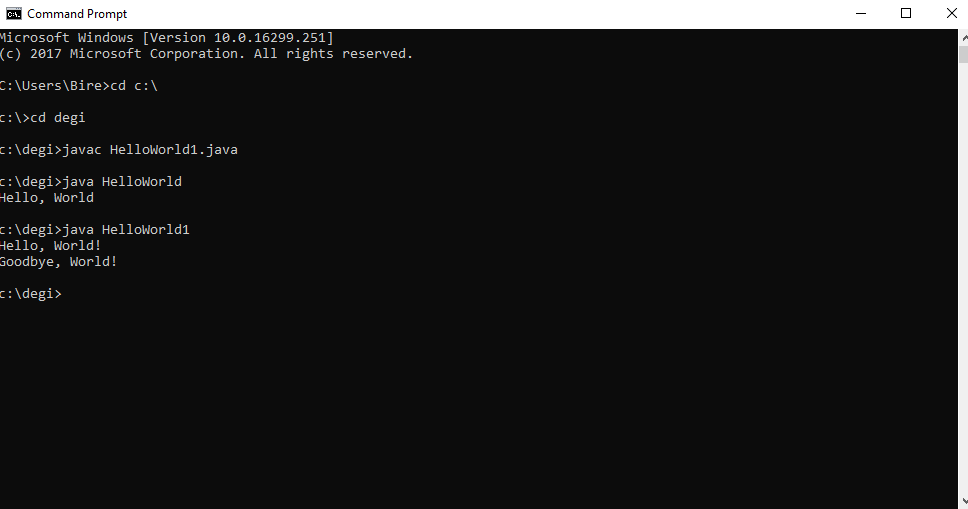 Command Prompt
Microsoft Windows [Version 10.0.16299.251]
(c) 2017 Microsoft Corporation. All rights reserved.
C:\Users\Bire>cd c:\
c:\>cd degi
c:\degi>javac HelloWorld1.java
c:\degi>java HelloWorld
Hello, World
c:\degi>java HelloWorld1
Hello, World!
Goodbye, World!
c:\degi>